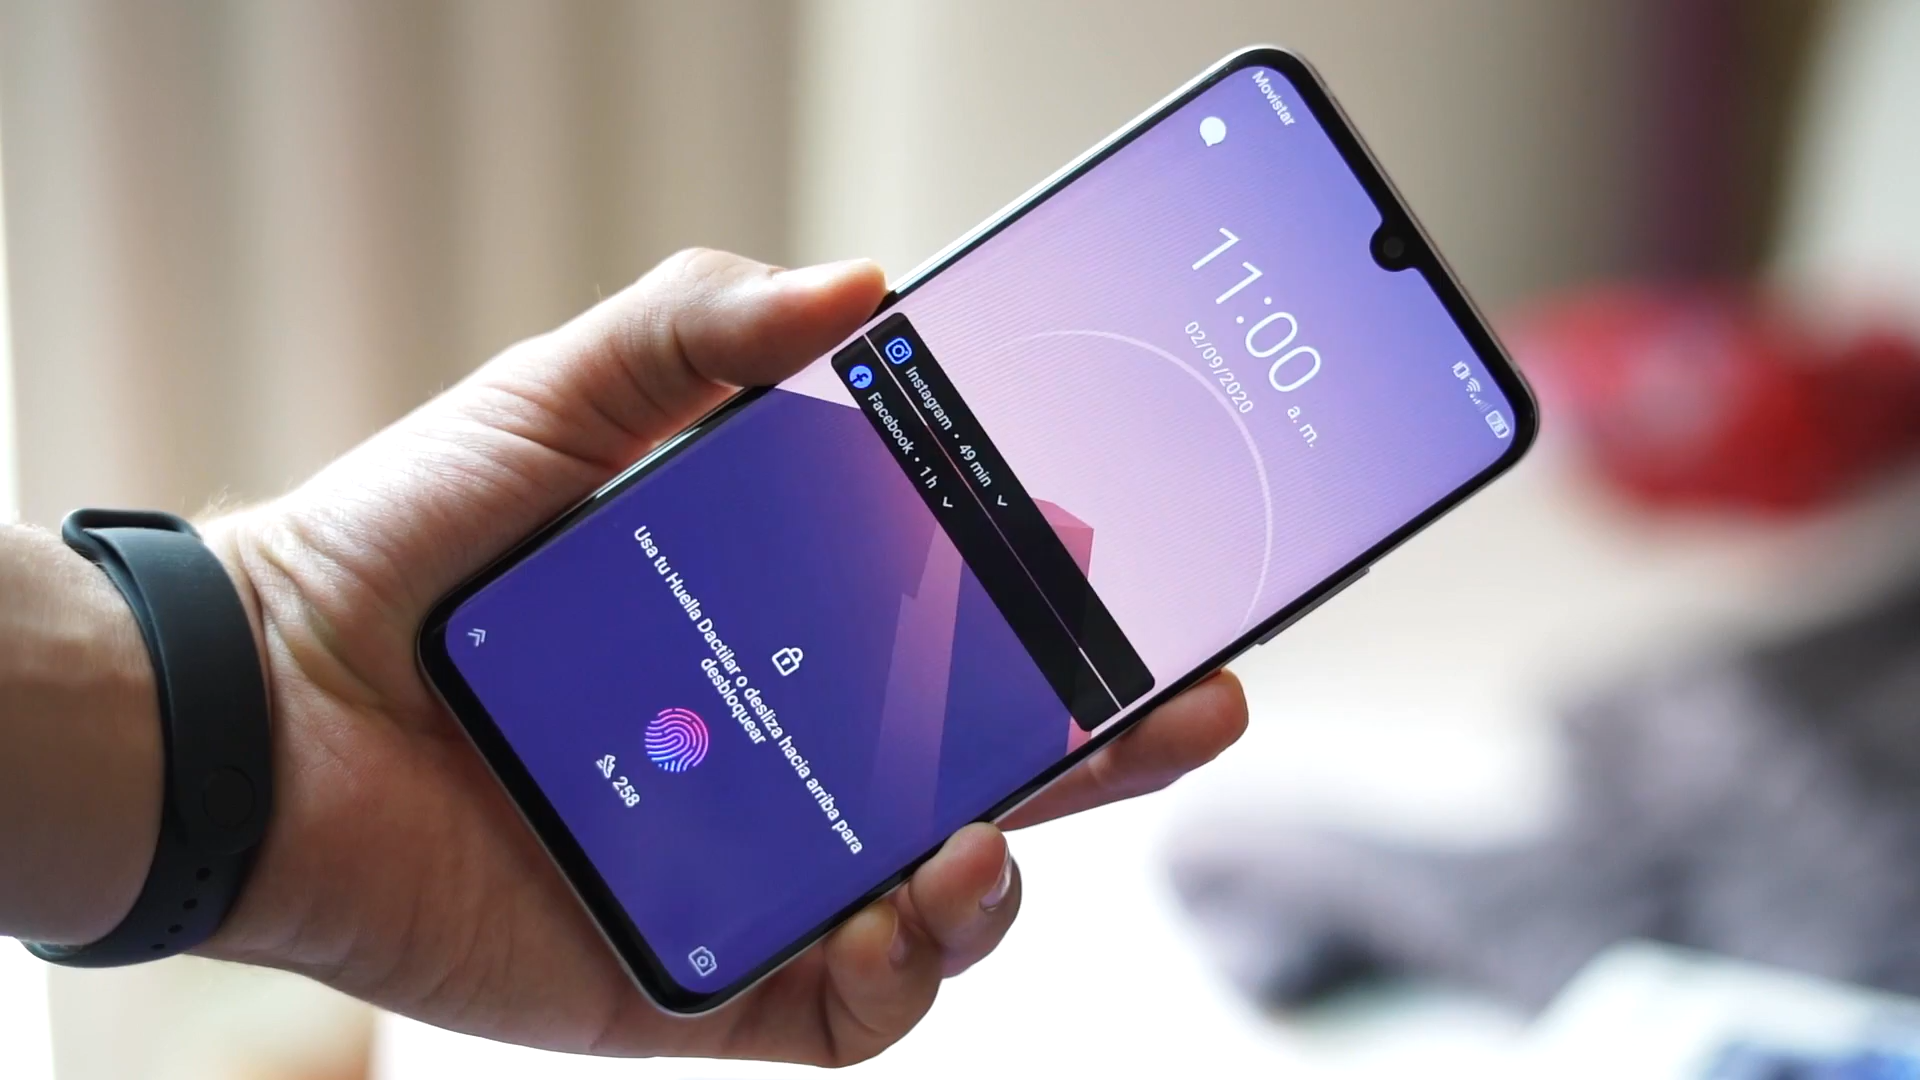 Movistar
78
11:00 a. m.
02/09/2020
Instagram • 49 min
Facebook • 1 h
Usa tu Huella Dactilar o desliza hacia arriba para
desbloquear
258